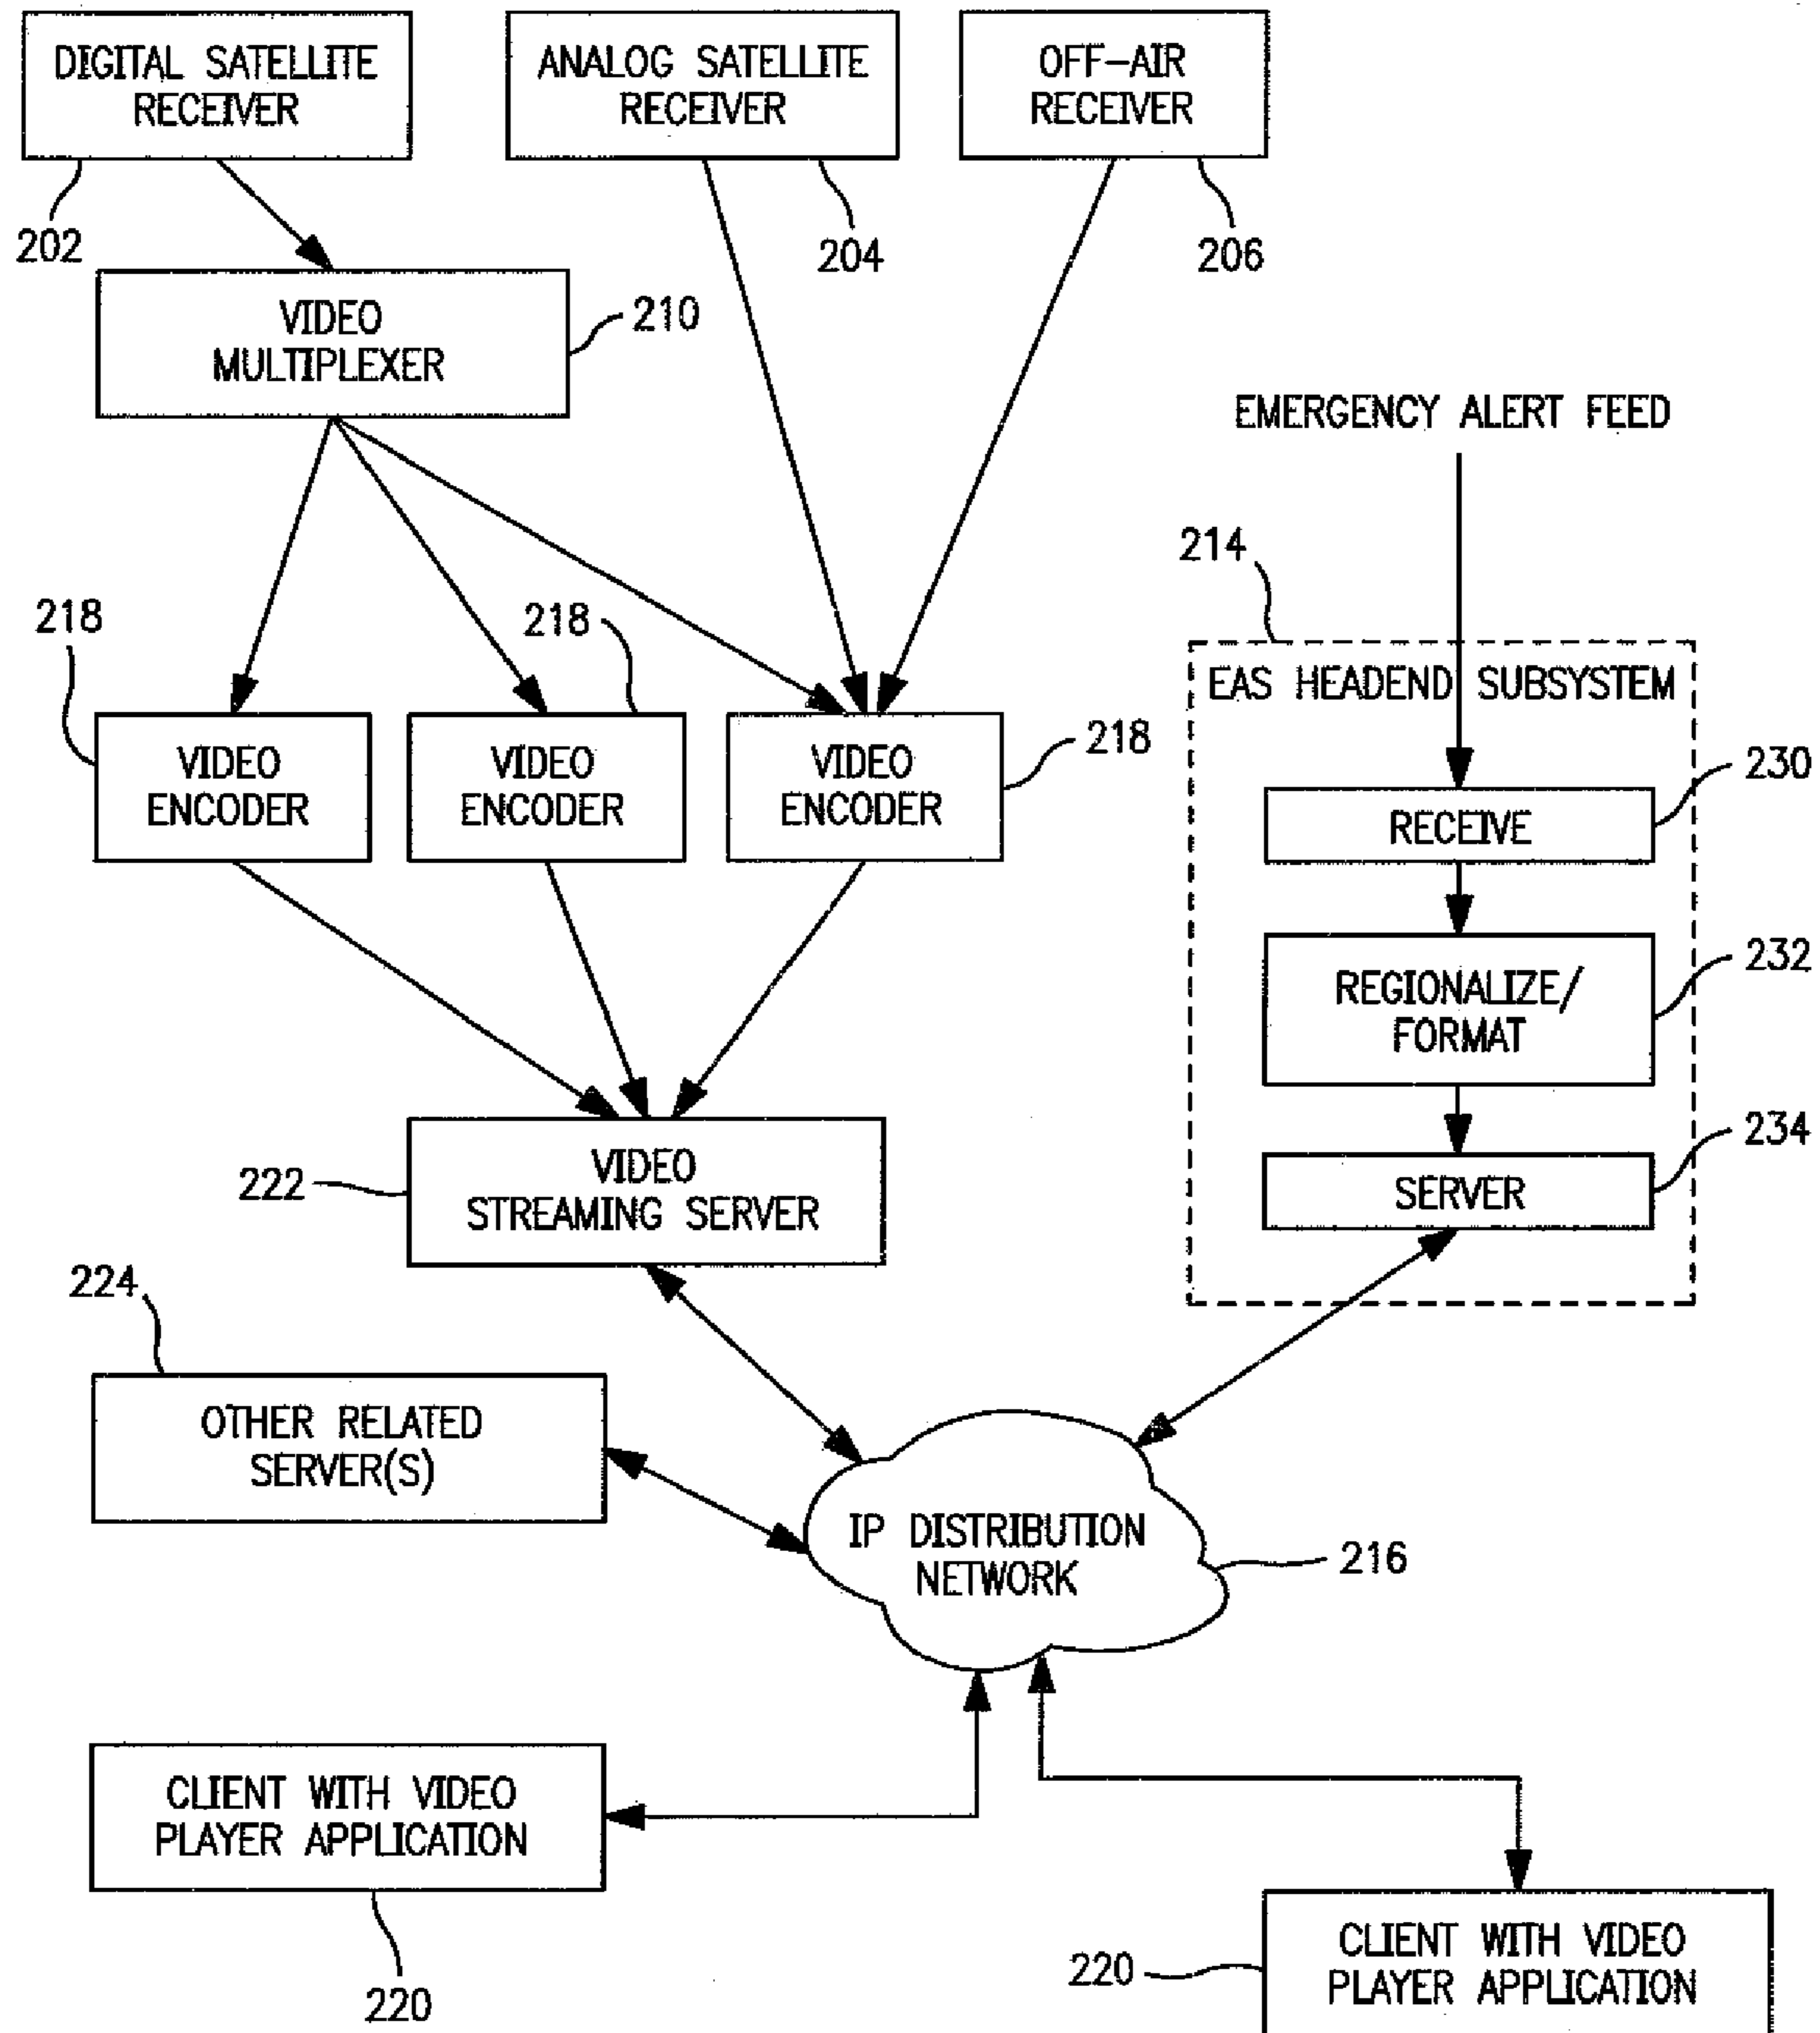 DIGITAL SATELLITE
RECEIVER
ANALOG SATELLITE
RECEIVER
OFF-AIR
RECEIVER
202
204
206
VIDEO
MULTIPLEXER
210
EMERGENCY ALERT FEED
214
218
218
EAS HEADEND SUBSYSTEM
VIDEO
ENCODER
VIDEO
ENCODER
VIDEO
ENCODER
218
RECEIVE
230
REGIONALIZE/
FORMAT
232
SERVER
234
222
VIDEO
STREAMING SERVER
224
OTHER RELATED
SERVER(S)
IP DISTRIBUTION
NETWORK
216
CLIENT WITH VIDEO
PLAYER APPLICATION
220
220
CLIENT WITH VIDEO
PLAYER APPLICATION